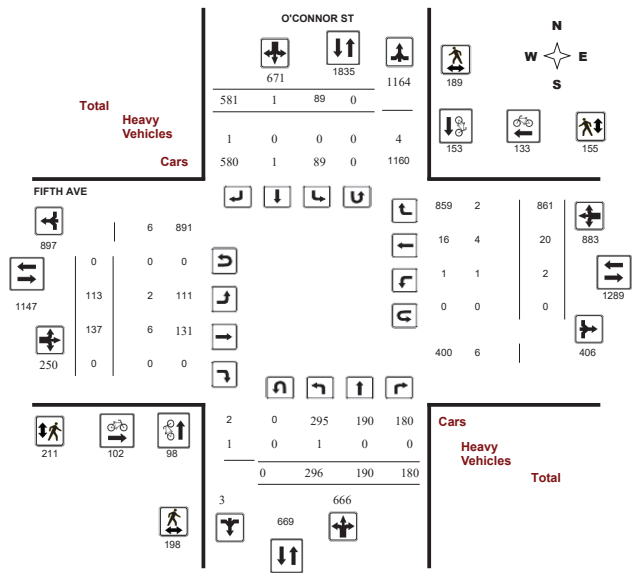 O'CONNOR ST
N
W E
S
671
1835
1164
189
Total
581 1 89 0
Heavy
Vehicles
1 0 0 0 4
Cars
580 1 89 0 1160
153 133 155
FIFTH AVE
897
6 891
859 2 861
883
0 0 0
16 4 20
1147
113 2 111
1 1 2
1289
137 6 131
0 0 0
250
0 0 0
400 6
406
2 0 295 190 180
Cars
1 0 1 0 0
Heavy
Vehicles
0 296 190 180
Total
211 102 98
3
666
669
198